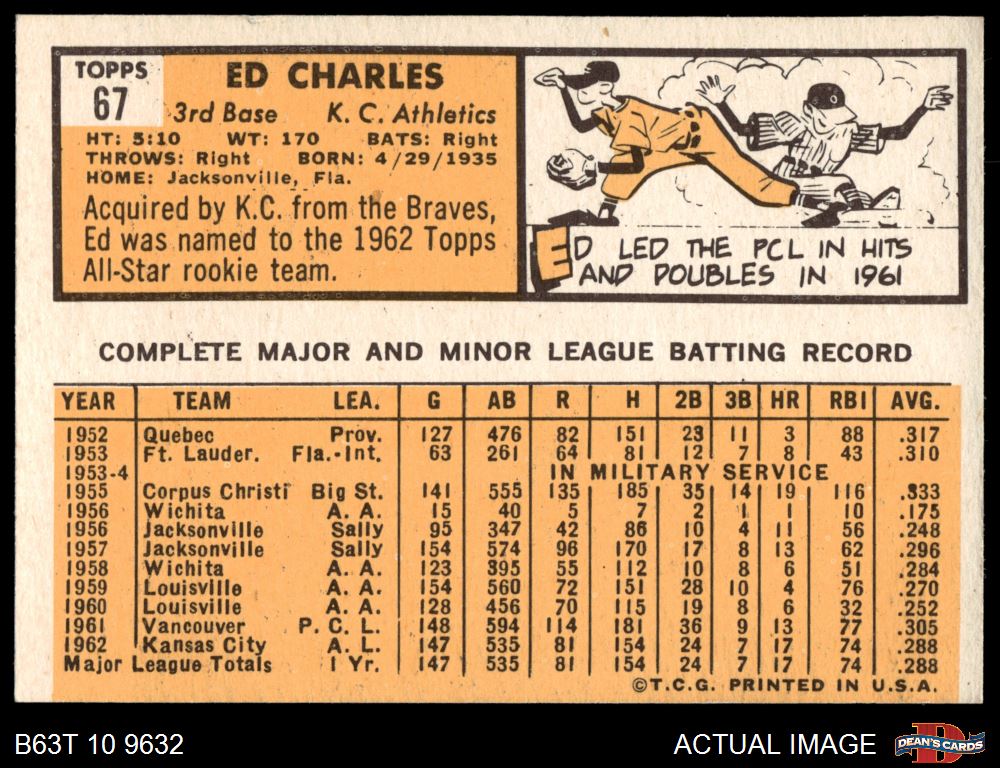 TOPPS
67
ED CHARLES
3rd Base K. C. Athletics
HT: 5:10 WT: 170 BATS: Right
THROWS: Right BORN: 4/29/1935
HOME: Jacksonville, Fla.
Acquired by K.C. from the Braves,
Ed was named to the 1962 Topps
All-Star rookie team.
ED LED THE PCL IN HITS
AND DOUBLES IN 1961
COMPLETE MAJOR AND MINOR LEAGUE BATTING RECORD
YEAR TEAM LEA. G AB R H 2B 3B HR RBI AVG.
1952 Quebec Prov. 127 476 82 151 23 11 3 88 .317
1953 Ft. Lauder. Fla.-Int. 63 261 64 81 12 7 8 43 .310
1953-4 IN MILITARY SERVICE
1955 Corpus Christi Big St. 141 555 135 185 35 14 19 116 .333
1956 Wichita A. A. 15 40 5 7 2 1 1 10 .175
1956 Jacksonville Sally 95 347 42 86 10 4 11 56 .248
1957 Jacksonville Sally 154 574 96 170 17 8 13 62 .296
1958 Wichita A. A. 123 395 55 112 10 8 6 51 .284
1959 Louisville A. A. 154 560 72 151 28 10 4 76 .270
1960 Louisville A. A. 128 456 70 115 19 8 6 32 .252
1961 Vancouver P. C. L. 148 594 114 181 36 9 13 77 .305
1962 Kansas City A. L. 147 535 81 154 24 7 17 74 .288
Major League Totals 1 Yr. 147 535 81 154 24 7 17 74 .288
©T.C.G. PRINTED IN U.S.A.
B63T 10 9632 ACTUAL IMAGE DEAN'S CARDS